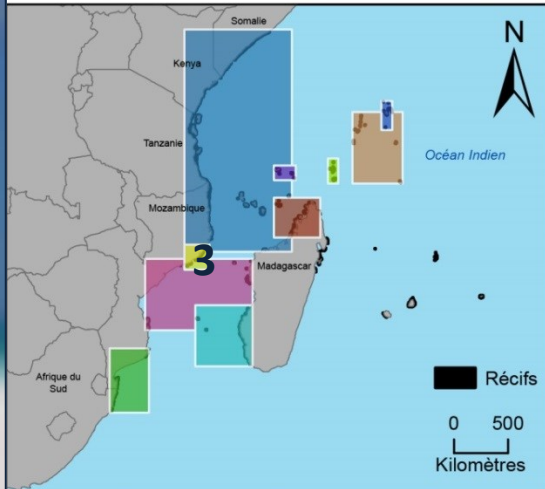 Somalie
N
Kenya
Tanzanie
Océan Indien
Mozambique
3
Madagascar
Afrique du
Sud
Récifs
0 500
Kilomètres